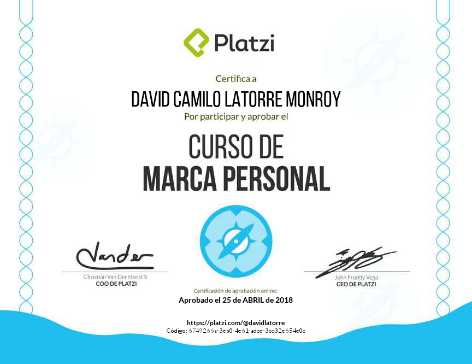 Platzi
Certifica a
DAVID CAMILO LATORRE MONROY
Por participar y aprobar el
CURSO DE
MARCA PERSONAL
Vander
Christian Van Der Henst S.
COO DE PLATZI
John Freddy Vega
CEO DE PLATZI
Certificación de aprobación online:
Aprobado el 25 de ABRIL de 2018
https://platzi.com/@davidlatorre
Código: